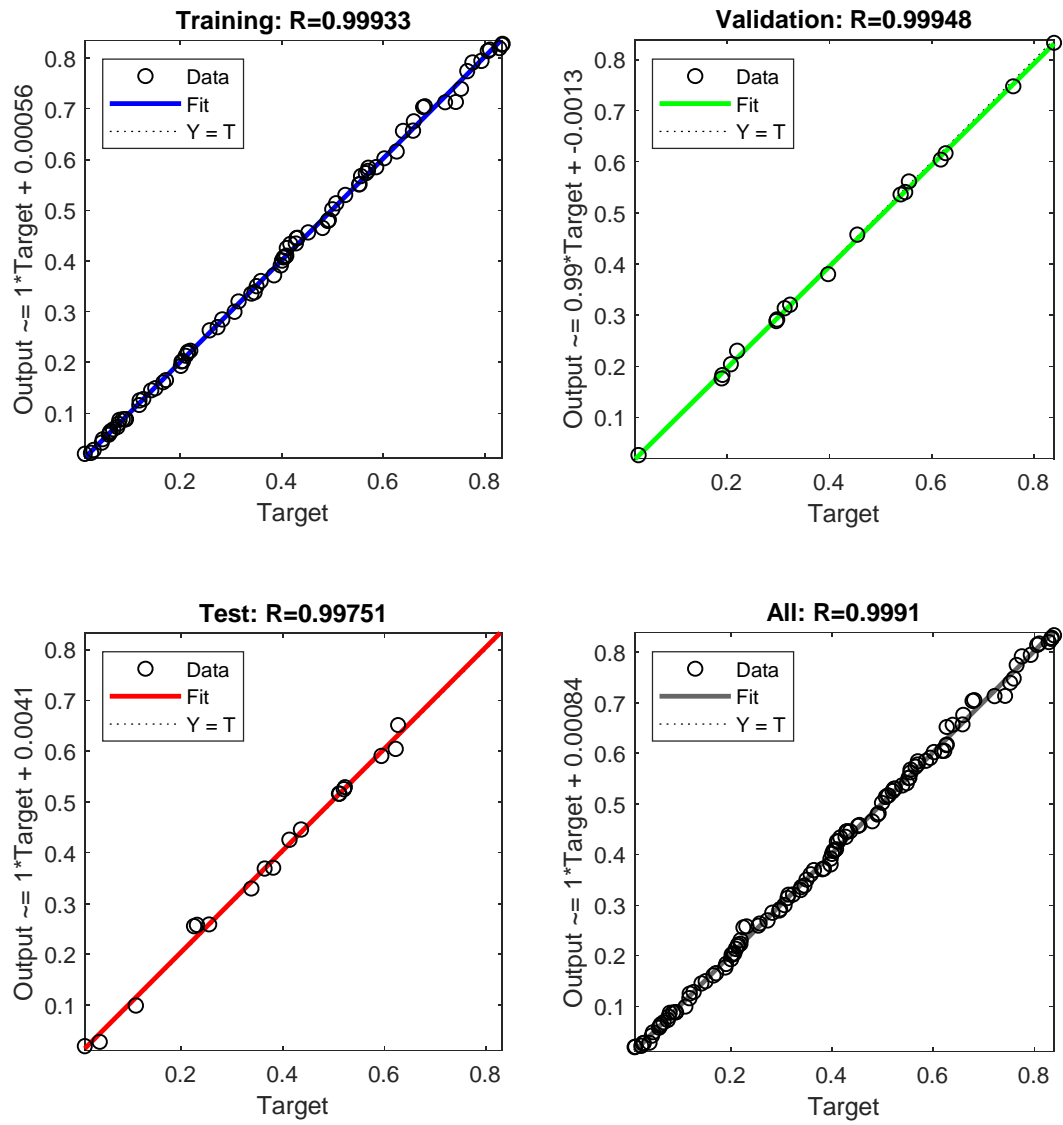 Training: R=0.99933
Output ~= 1*Target + 0.00056
0.8
0.7
0.6
0.5
0.4
0.3
0.2
0.1
Data
Fit
Y = T
0.2 0.4 0.6 0.8
Target
Validation: R=0.99948
Output ~= 0.99*Target + -0.0013
0.8
0.7
0.6
0.5
0.4
0.3
0.2
0.1
Data
Fit
Y = T
0.2 0.4 0.6 0.8
Target
Test: R=0.99751
Output ~= 1*Target + 0.0041
0.8
0.7
0.6
0.5
0.4
0.3
0.2
0.1
Data
Fit
Y = T
0.2 0.4 0.6 0.8
Target
All: R=0.9991
Output ~= 1*Target + 0.00084
0.8
0.7
0.6
0.5
0.4
0.3
0.2
0.1
Data
Fit
Y = T
0.2 0.4 0.6 0.8
Target